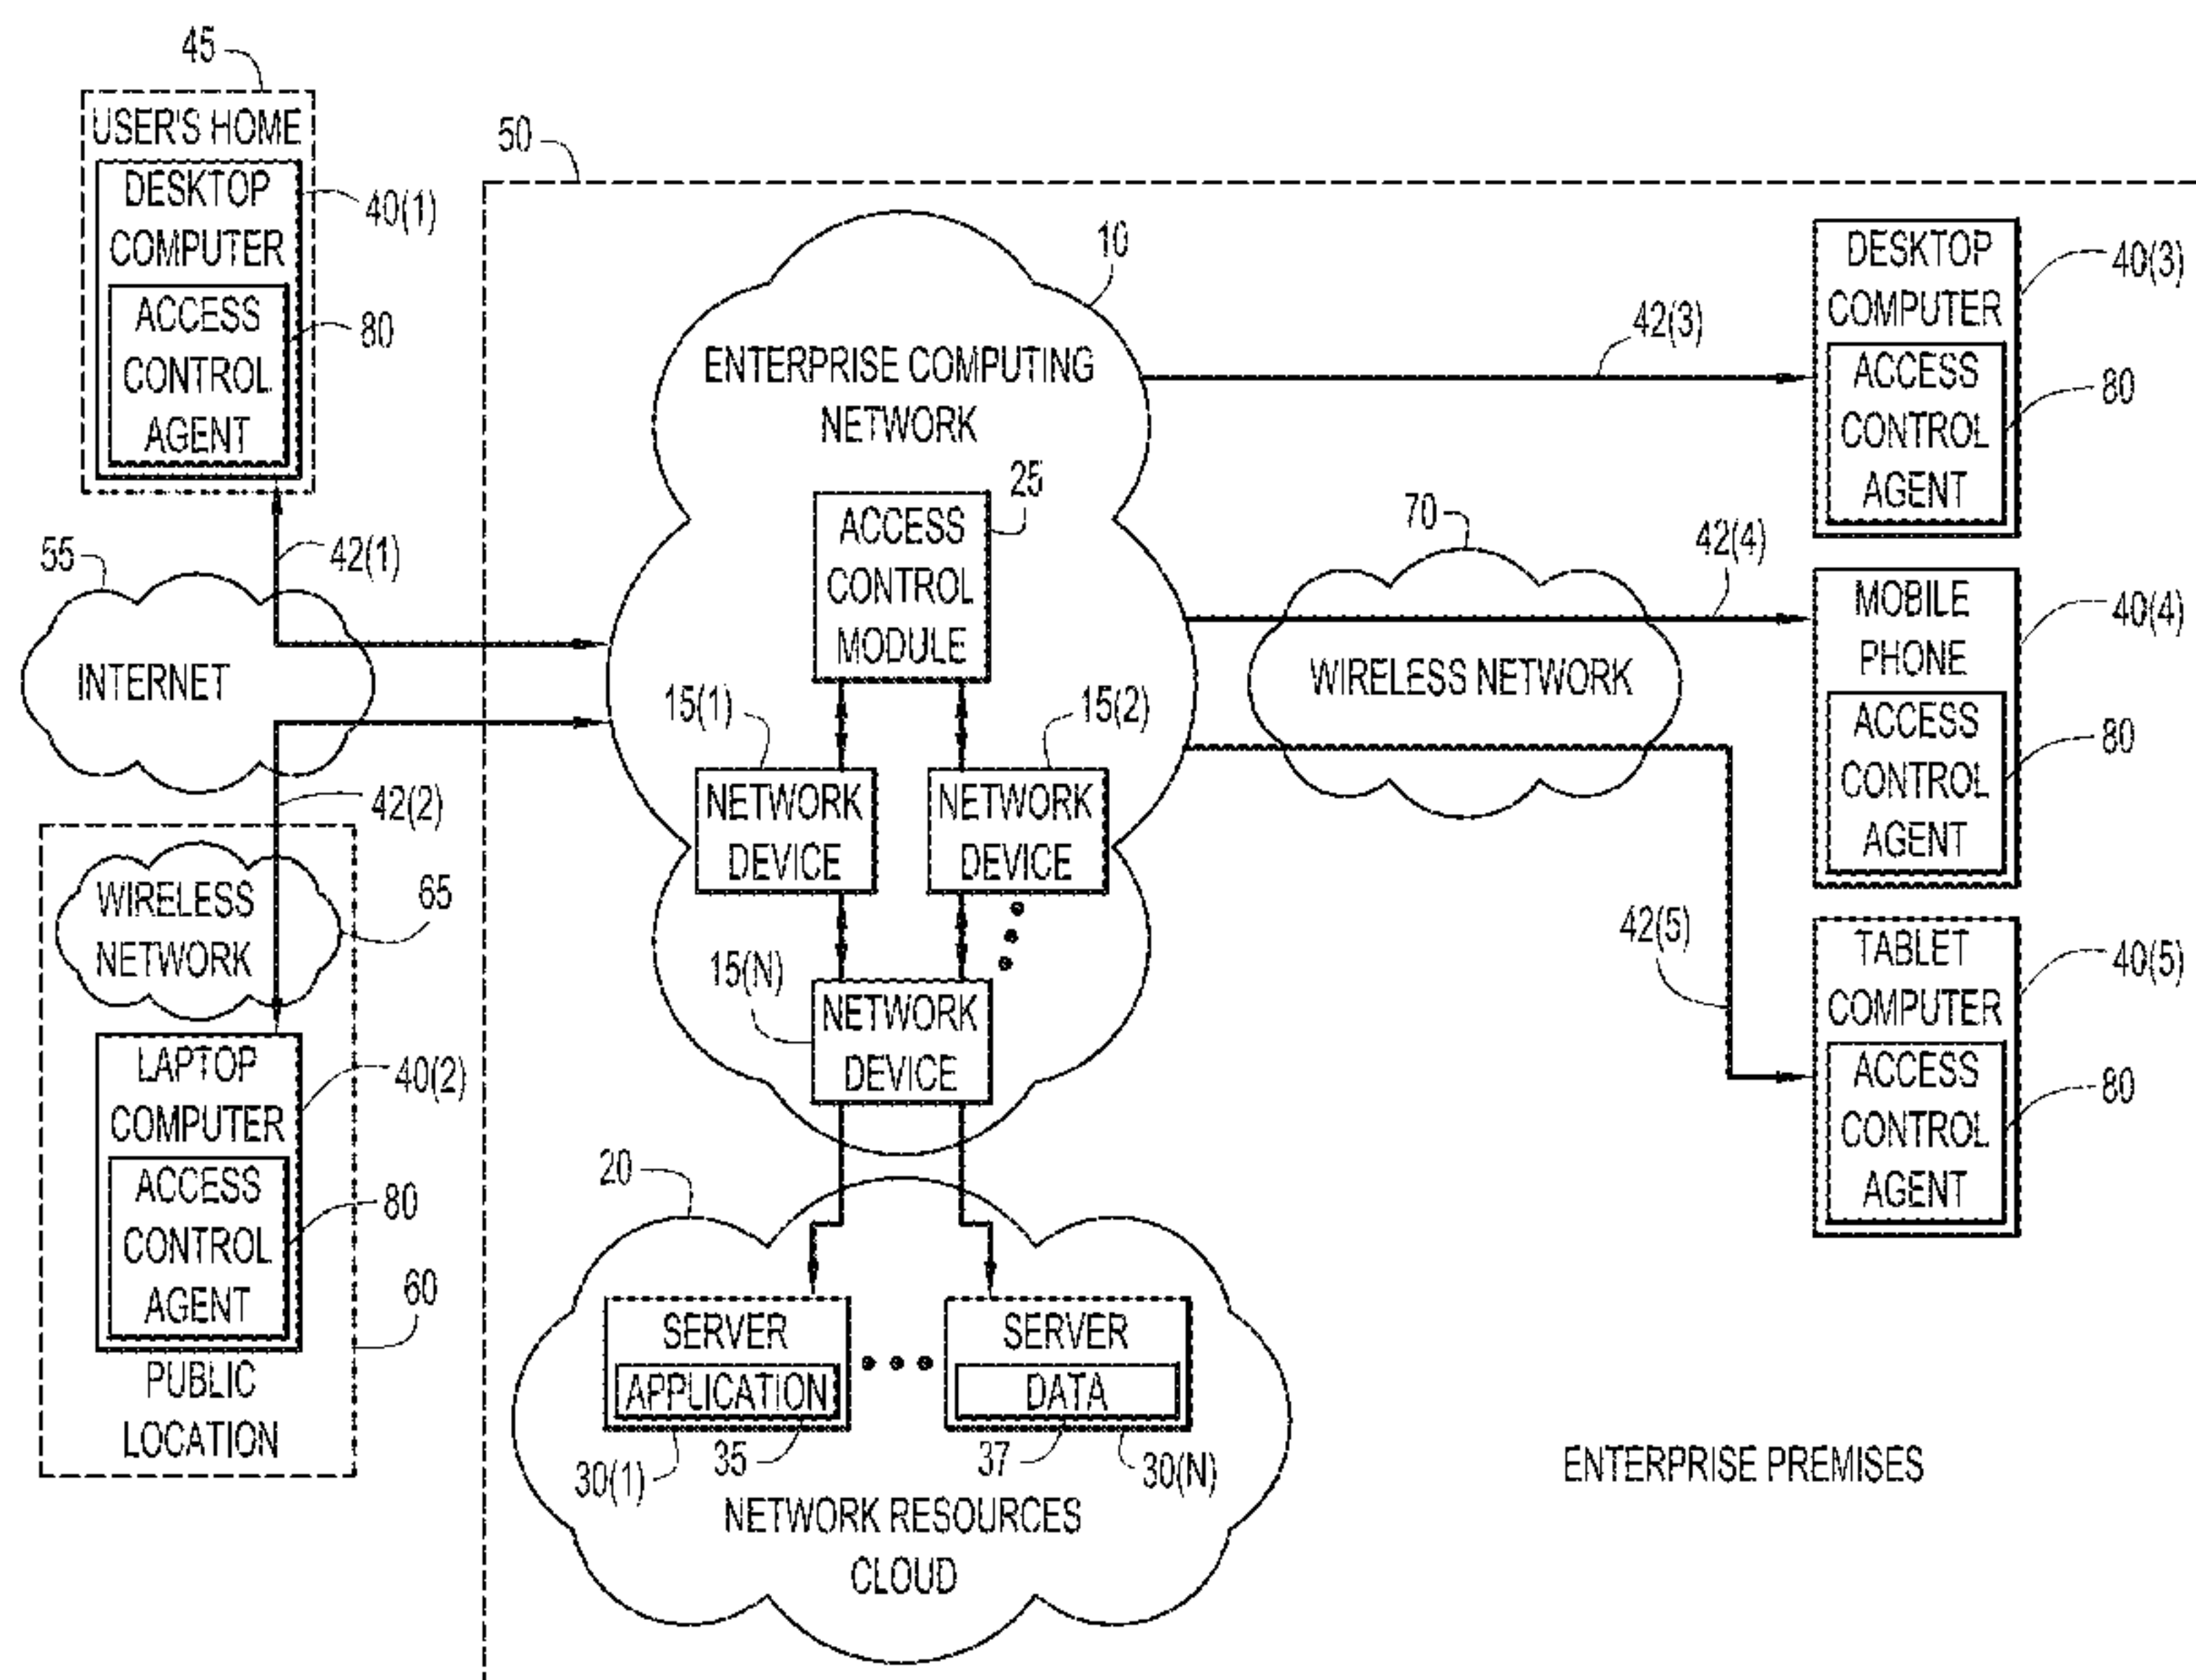 45
USER'S HOME
DESKTOP
COMPUTER
40(1)
ACCESS
CONTROL
AGENT
80
42(1)
55
INTERNET
42(2)
WIRELESS
NETWORK
65
LAPTOP
COMPUTER
40(2)
ACCESS
CONTROL
AGENT
80
60
PUBLIC
LOCATION
50
10
ENTERPRISE COMPUTING
NETWORK
25
ACCESS
CONTROL
MODULE
15(1)
15(2)
NETWORK
DEVICE
NETWORK
DEVICE
15(N)
NETWORK
DEVICE
20
SERVER
APPLICATION
SERVER
DATA
30(1)
35
37
30(N)
NETWORK RESOURCES
CLOUD
42(3)
70
42(4)
WIRELESS NETWORK
42(5)
DESKTOP
COMPUTER
40(3)
ACCESS
CONTROL
AGENT
80
MOBILE
PHONE
40(4)
ACCESS
CONTROL
AGENT
80
TABLET
COMPUTER
40(5)
ACCESS
CONTROL
AGENT
80
ENTERPRISE PREMISES